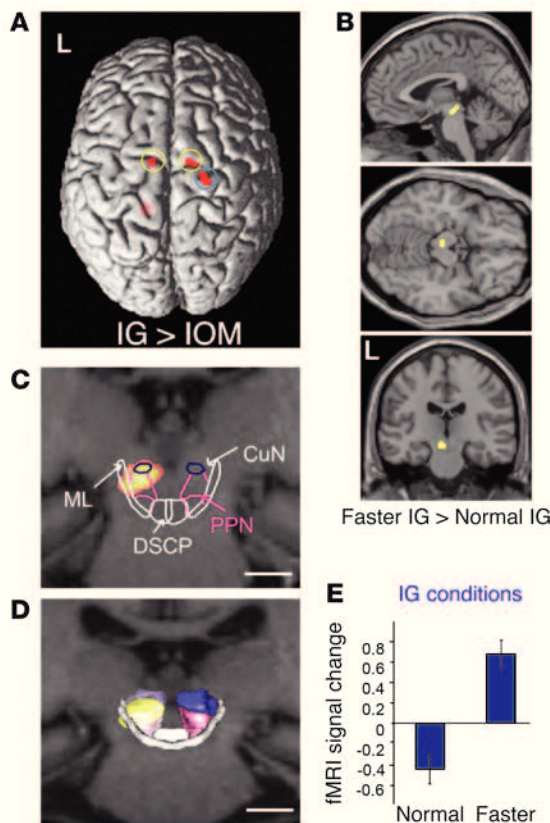 A
L
IG > IOM
B
L
Faster IG > Normal IG
C
CuN
ML
PPN
DSCP
D
E
IG conditions
fMRI signal change
0.8
0.6
0.4
0.2
0
-0.2
-0.4
-0.6
Normal Faster